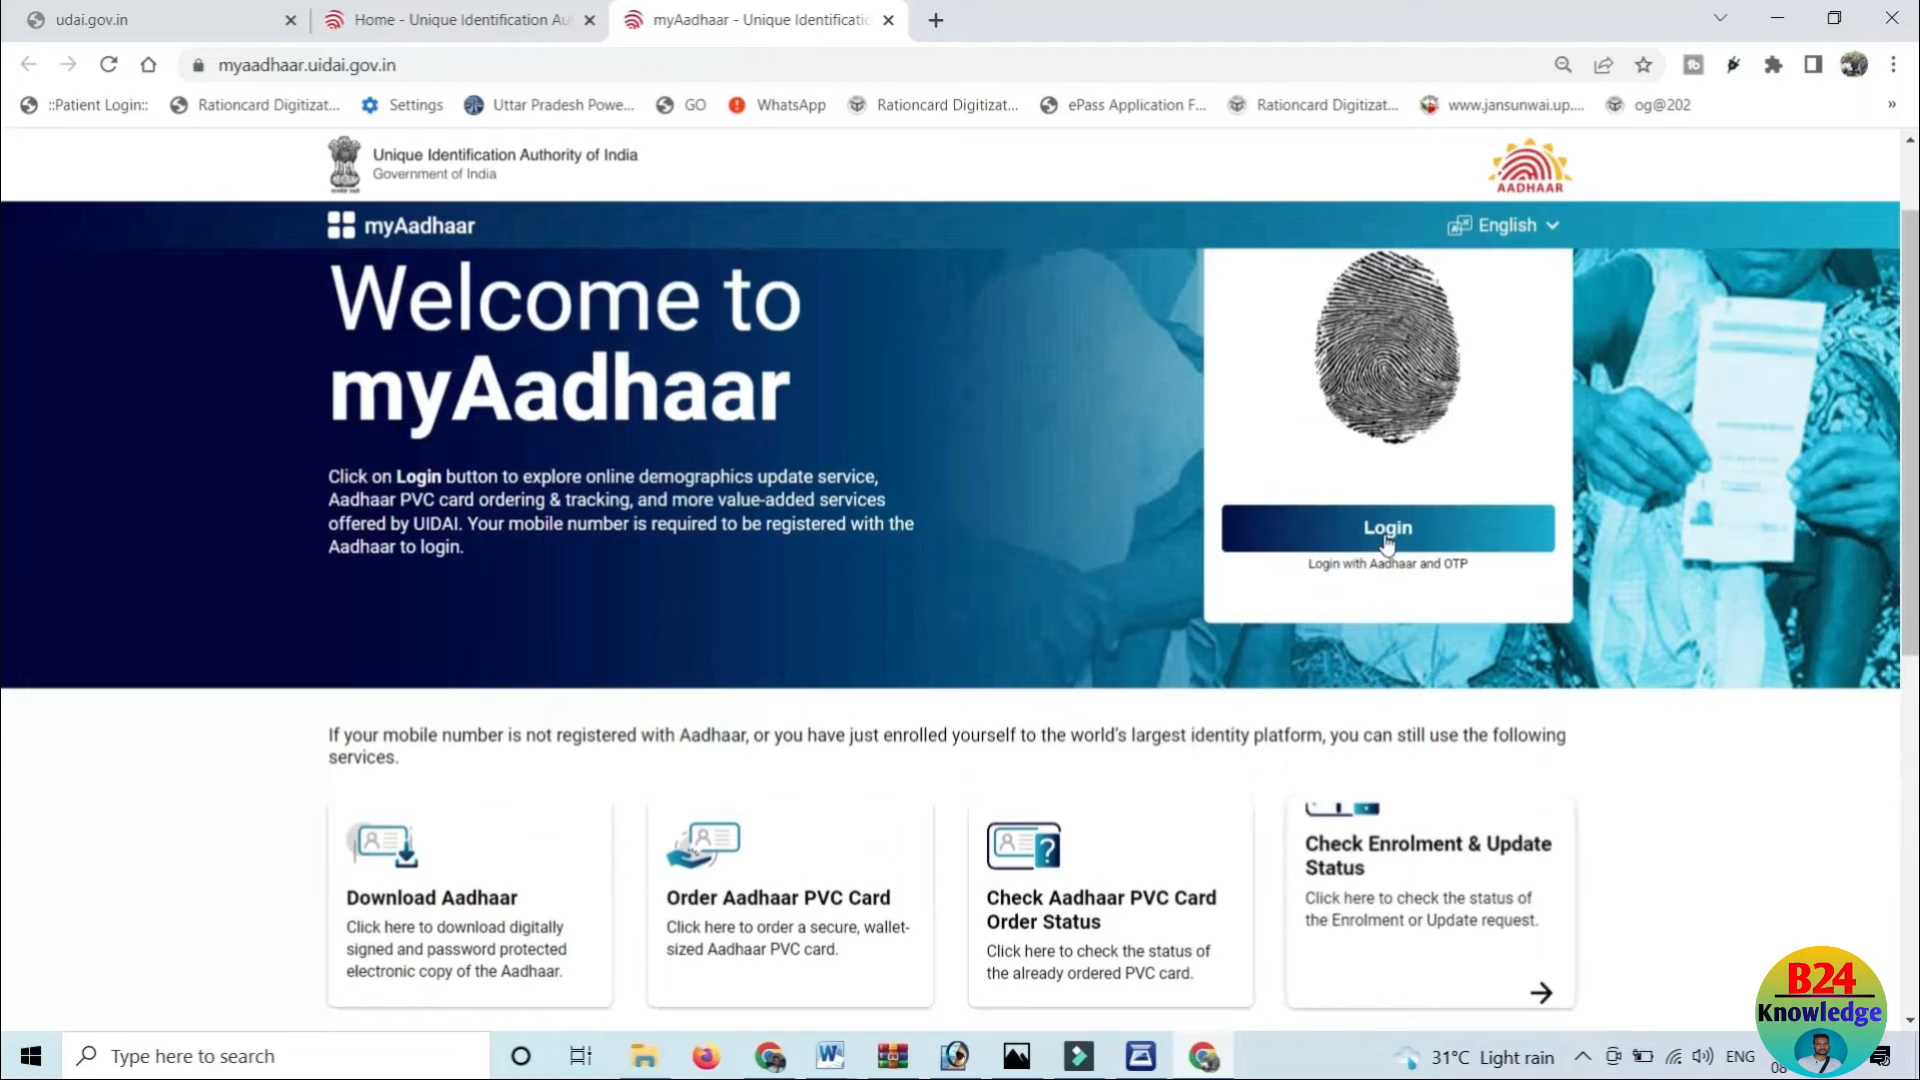 udai.gov.in
Home - Unique Identification Au
myAadhaar - Unique Identificatic
myaadhaar.uidai.gov.in
::Patient Login::
Rationcard Digitizat...
Settings
Uttar Pradesh Powe...
GO
WhatsApp
Rationcard Digitizat...
ePass Application F...
Rationcard Digitizat...
www.jansunwai.up....
og@202
»
Unique Identification Authority of India
Government of India
AADHAAR
myAadhaar
English
Welcome to
myAadhaar
Click on Login button to explore online demographics update service,
Aadhaar PVC card ordering & tracking, and more value-added services
offered by UIDAI. Your mobile number is required to be registered with the
Aadhaar to login.
Login
Login with Aadhaar and OTP
If your mobile number is not registered with Aadhaar, or you have just enrolled yourself to the world's largest identity platform, you can still use the following
services.
Download Aadhaar
Click here to download digitally
signed and password protected
electronic copy of the Aadhaar.
Order Aadhaar PVC Card
Click here to order a secure, wallet-
sized Aadhaar PVC card.
Check Aadhaar PVC Card
Order Status
Click here to check the status of
the already ordered PVC card.
Check Enrolment & Update
Status
Click here to check the status of
the Enrolment or Update request.
B24
Knowledge
Type here to search
31°C Light rain
ENG
08